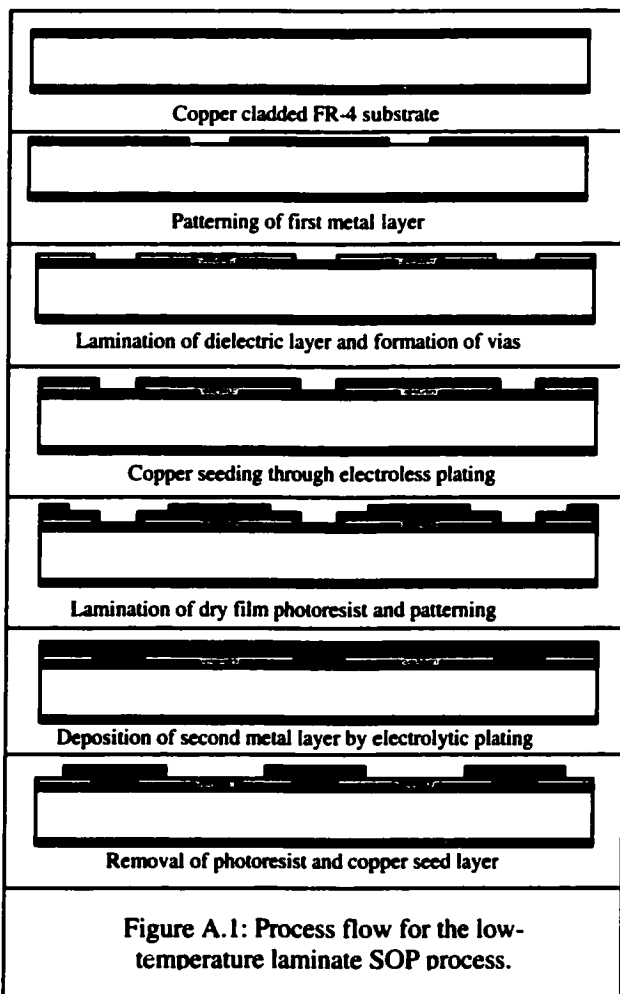 Copper cladded FR-4 substrate
Patterning of first metal layer
Lamination of dielectric layer and formation of vias
Copper seeding through electroless plating
Lamination of dry film photoresist and patterning
Deposition of second metal layer by electrolytic plating
Removal of photoresist and copper seed layer
Figure A.1: Process flow for the low-
temperature laminate SOP process.